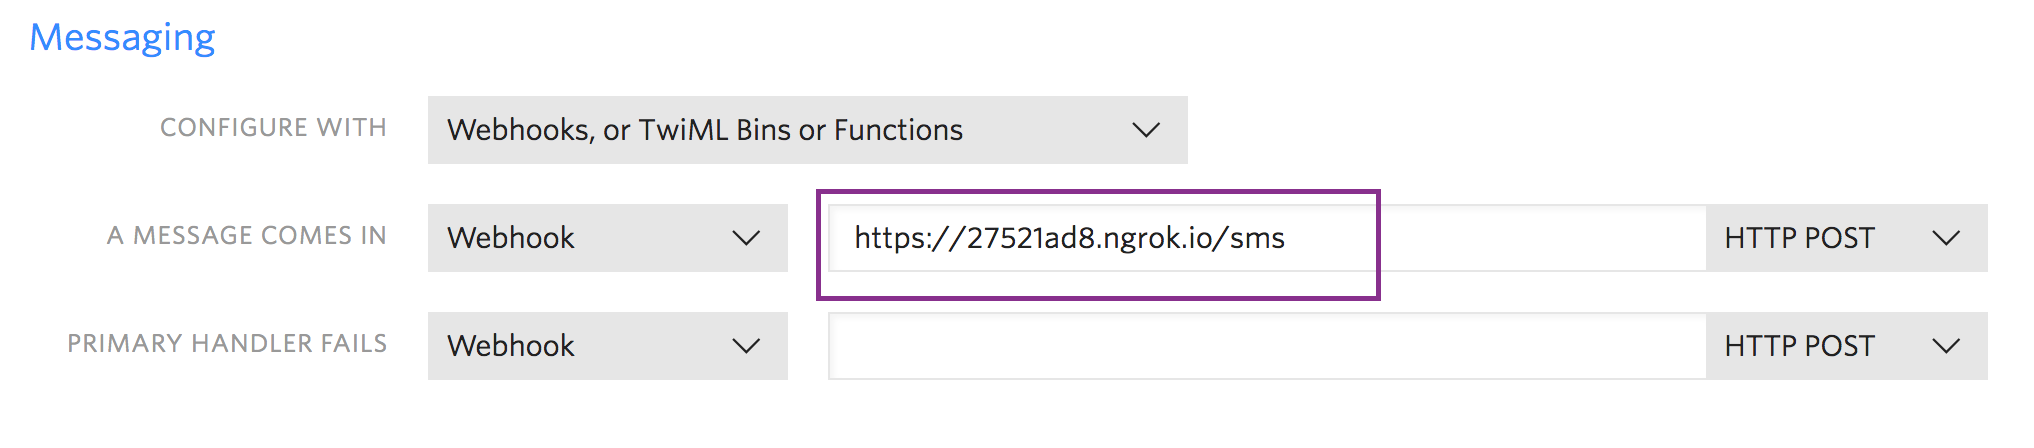 Messaging
CONFIGURE WITH Webhooks, or TwiML Bins or Functions
A MESSAGE COMES IN Webhook https://27521ad8.ngrok.io/sms HTTP POST
PRIMARY HANDLER FAILS Webhook HTTP POST